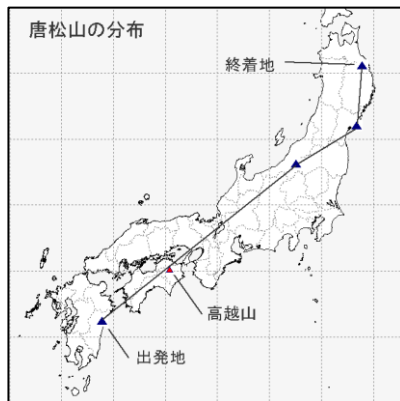 唐松山の分布
終着地
高越山
出発地